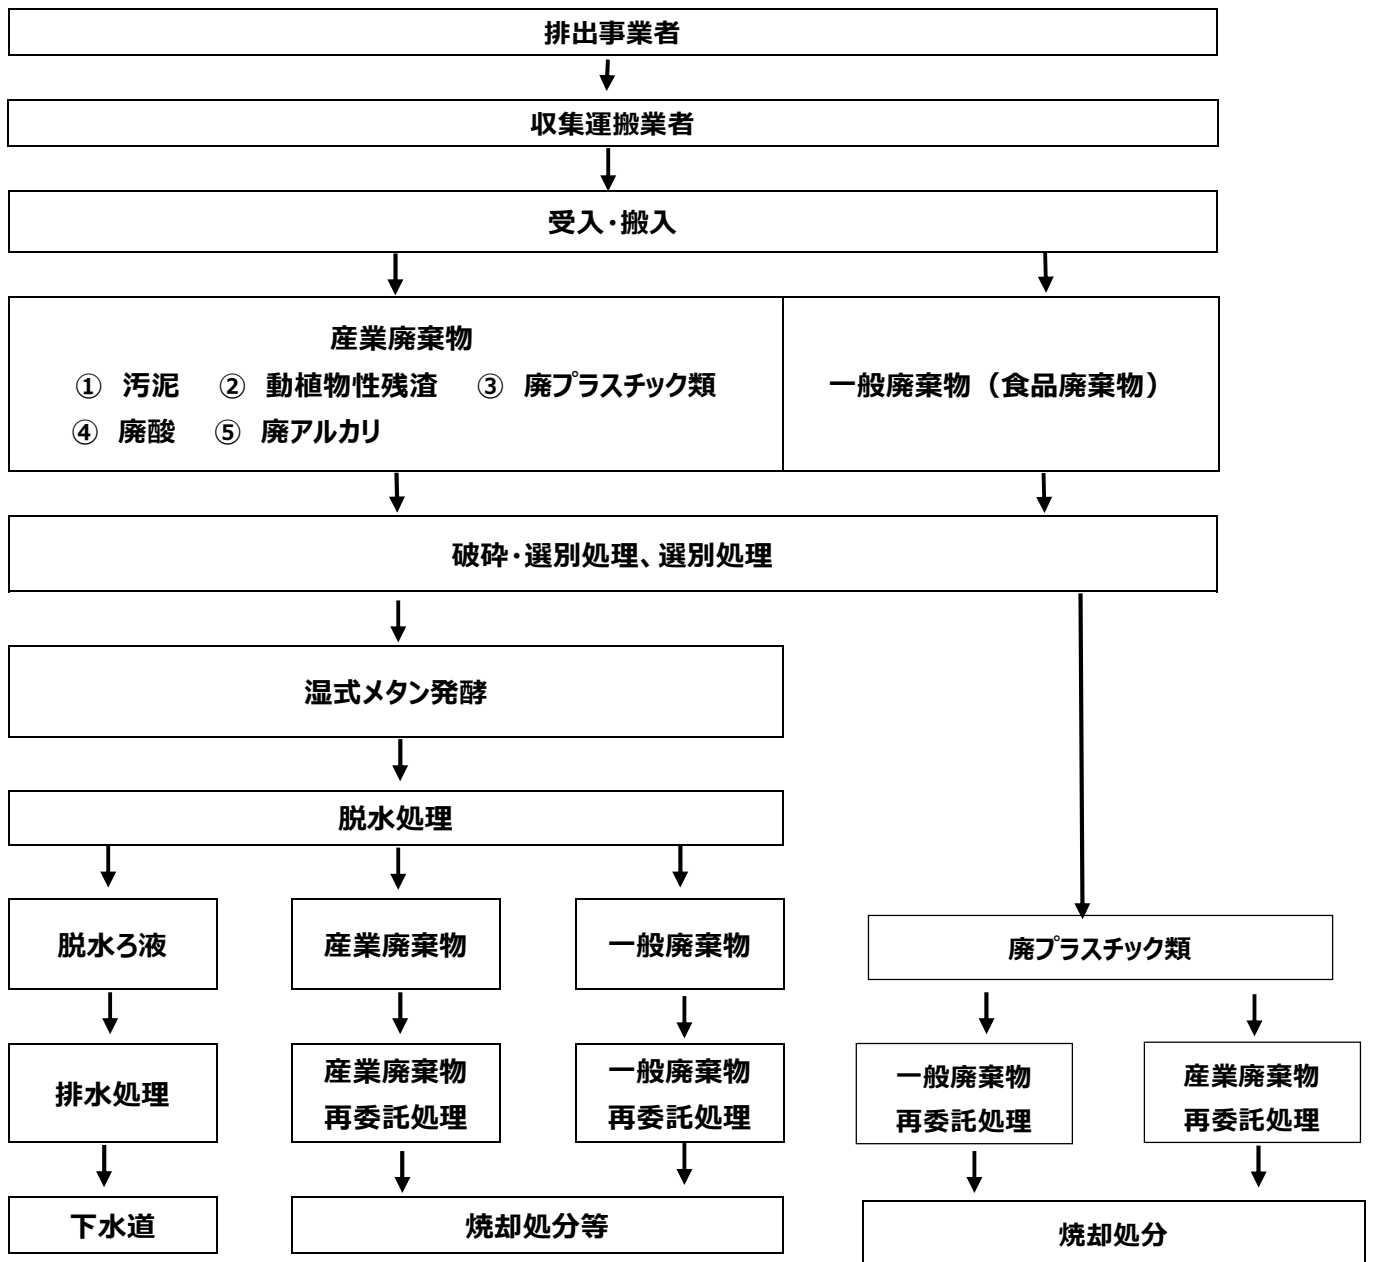 排出事業者
収集運搬業者
受入・搬入
産業廃棄物
① 汚泥 ② 動植物性残渣 ③ 廃プラスチック類
④ 廃酸 ⑤ 廃アルカリ
一般廃棄物（食品廃棄物）
破砕・選別処理、選別処理
湿式メタン発酵
脱水処理
脱水ろ液
産業廃棄物
一般廃棄物
廃プラスチック類
排水処理
産業廃棄物
再委託処理
一般廃棄物
再委託処理
一般廃棄物
再委託処理
産業廃棄物
再委託処理
下水道
焼却処分等
焼却処分